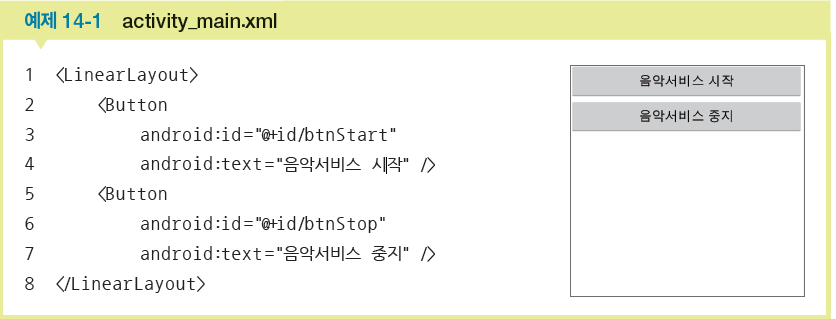 예제 14-1 activity_main.xml
1 <LinearLayout>
2 <Button
3 android:id="@+id/btnStart"
4 android:text="음악서비스 시작" />
5 <Button
6 android:id="@+id/btnStop"
7 android:text="음악서비스 중지" />
8 </LinearLayout>
음악서비스 시작
음악서비스 중지